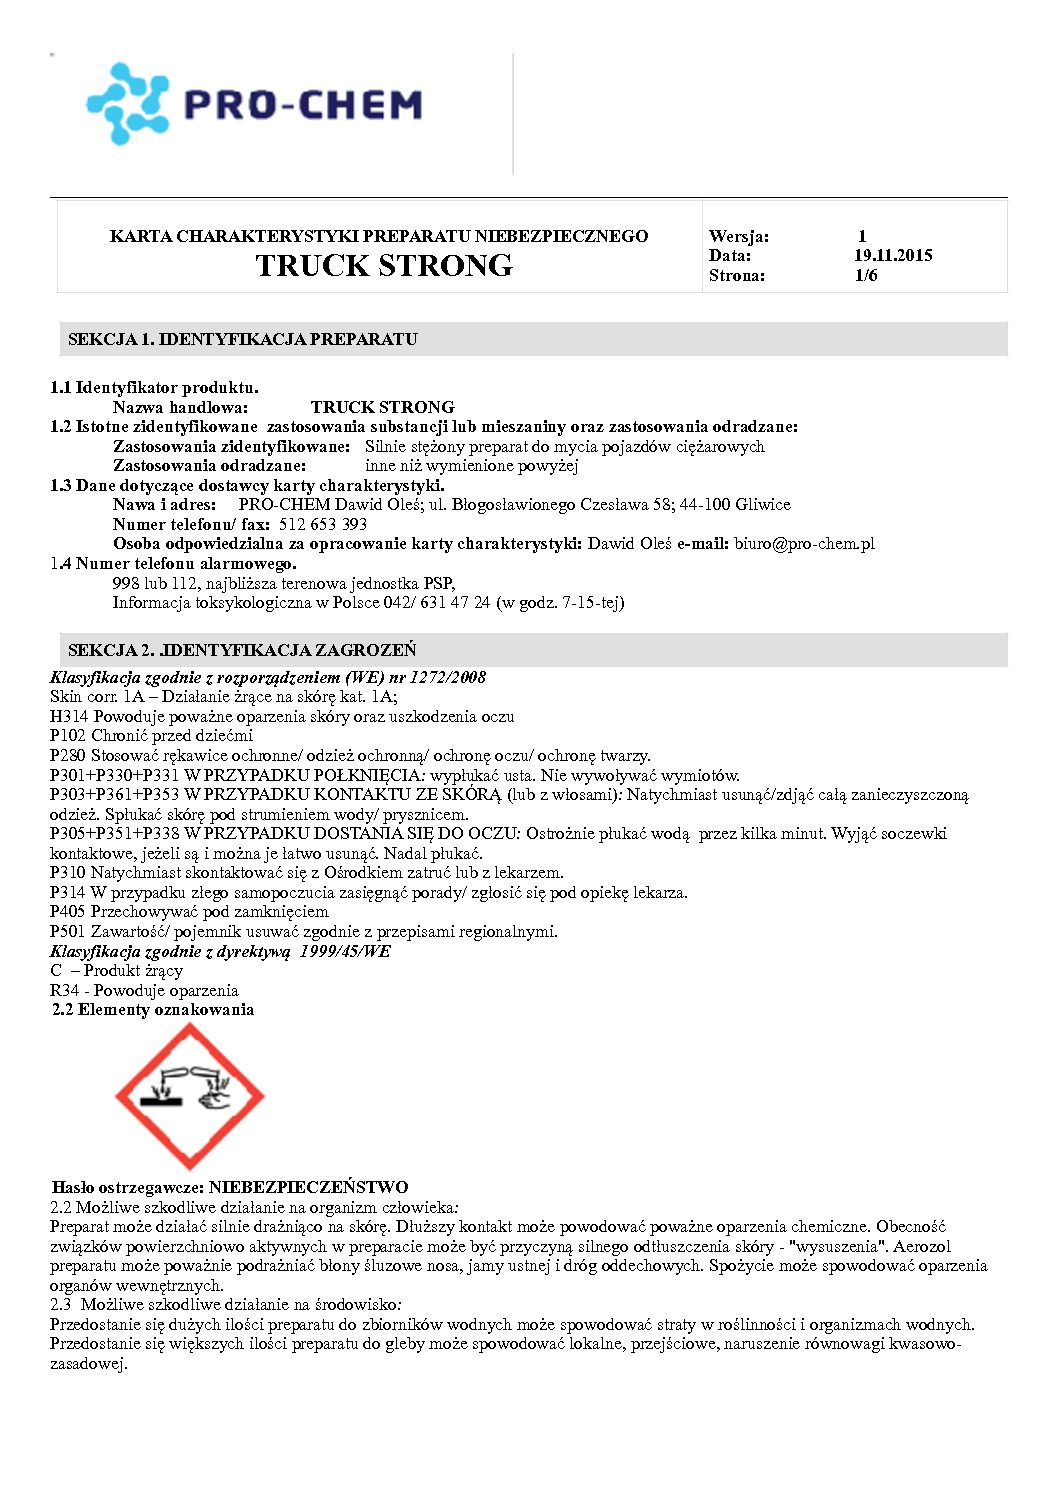 PRO-CHEM
KARTA CHARAKTERYSTYKI PREPARATU NIEBEZPIECZNEGO
TRUCK STRONG
Wersja: 1
Data: 19.11.2015
Strona: 1/6
SEKCJA 1. IDENTYFIKACJA PREPARATU
1.1 Identyfikator produktu.
Nazwa handlowa: TRUCK STRONG
1.2 Istotne zidentyfikowane zastosowania substancji lub mieszaniny oraz zastosowania odradzane:
Zastosowania zidentyfikowane: Silnie stężony preparat do mycia pojazdów ciężarowych
Zastosowania odradzane: inne niż wymienione powyżej
1.3 Dane dotyczące dostawcy karty charakterystyki.
Nawa i adres: PRO-CHEM Dawid Oleś; ul. Błogosławionego Czesława 58; 44-100 Gliwice
Numer telefonu/ fax: 512 653 393
Osoba odpowiedzialna za opracowanie karty charakterystyki: Dawid Oleś e-mail: biuro@pro-chem.pl
1.4 Numer telefonu alarmowego.
998 lub 112, najbliższa terenowa jednostka PSP,
Informacja toksykologiczna w Polsce 042/ 631 47 24 (w godz. 7-15-tej)
SEKCJA 2. .IDENTYFIKACJA ZAGROZEŃ
Klasyfikacja zgodnie z rozporządzeniem (WE) nr 1272/2008
Skin corr. 1A – Działanie żrące na skórę kat. 1A;
H314 Powoduje poważne oparzenia skóry oraz uszkodzenia oczu
P102 Chronić przed dziećmi
P280 Stosować rękawice ochronne/ odzież ochronną/ ochronę oczu/ ochronę twarzy.
P301+P330+P331 W PRZYPADKU POŁKNIĘCIA: wypłukać usta. Nie wywoływać wymiotów.
P303+P361+P353 W PRZYPADKU KONTAKTU ZE SKÓRĄ (lub z włosami): Natychmiast usunąć/zdjąć całą zanieczyszczoną
odzież. Spłukać skórę pod strumieniem wody/ prysznicem.
P305+P351+P338 W PRZYPADKU DOSTANIA SIĘ DO OCZU: Ostrożnie płukać wodą przez kilka minut. Wyjąć soczewki
kontaktowe, jeżeli są i można je łatwo usunąć. Nadal płukać.
P310 Natychmiast skontaktować się z Ośrodkiem zatruć lub z lekarzem.
P314 W przypadku złego samopoczucia zasięgnąć porady/ zgłosić się pod opiekę lekarza.
P405 Przechowywać pod zamknięciem
P501 Zawartość/ pojemnik usuwać zgodnie z przepisami regionalnymi.
Klasyfikacja zgodnie z dyrektywą 1999/45/WE
C – Produkt żrący
R34 - Powoduje oparzenia
2.2 Elementy oznakowania
Hasło ostrzegawcze: NIEBEZPIECZEŃSTWO
2.2 Możliwe szkodliwe działanie na organizm człowieka:
Preparat może działać silnie drażniąco na skórę. Dłuższy kontakt może powodować poważne oparzenia chemiczne. Obecność
związków powierzchniowo aktywnych w preparacie może być przyczyną silnego odtłuszczenia skóry - "wysuszenia". Aerozol
preparatu może poważnie podrażniać błony śluzowe nosa, jamy ustnej i dróg oddechowych. Spożycie może spowodować oparzenia
organów wewnętrznych.
2.3 Możliwe szkodliwe działanie na środowisko:
Przedostanie się dużych ilości preparatu do zbiorników wodnych może spowodować straty w roślinności i organizmach wodnych.
Przedostanie się większych ilości preparatu do gleby może spowodować lokalne, przejściowe, naruszenie równowagi kwasowo-
zasadowej.